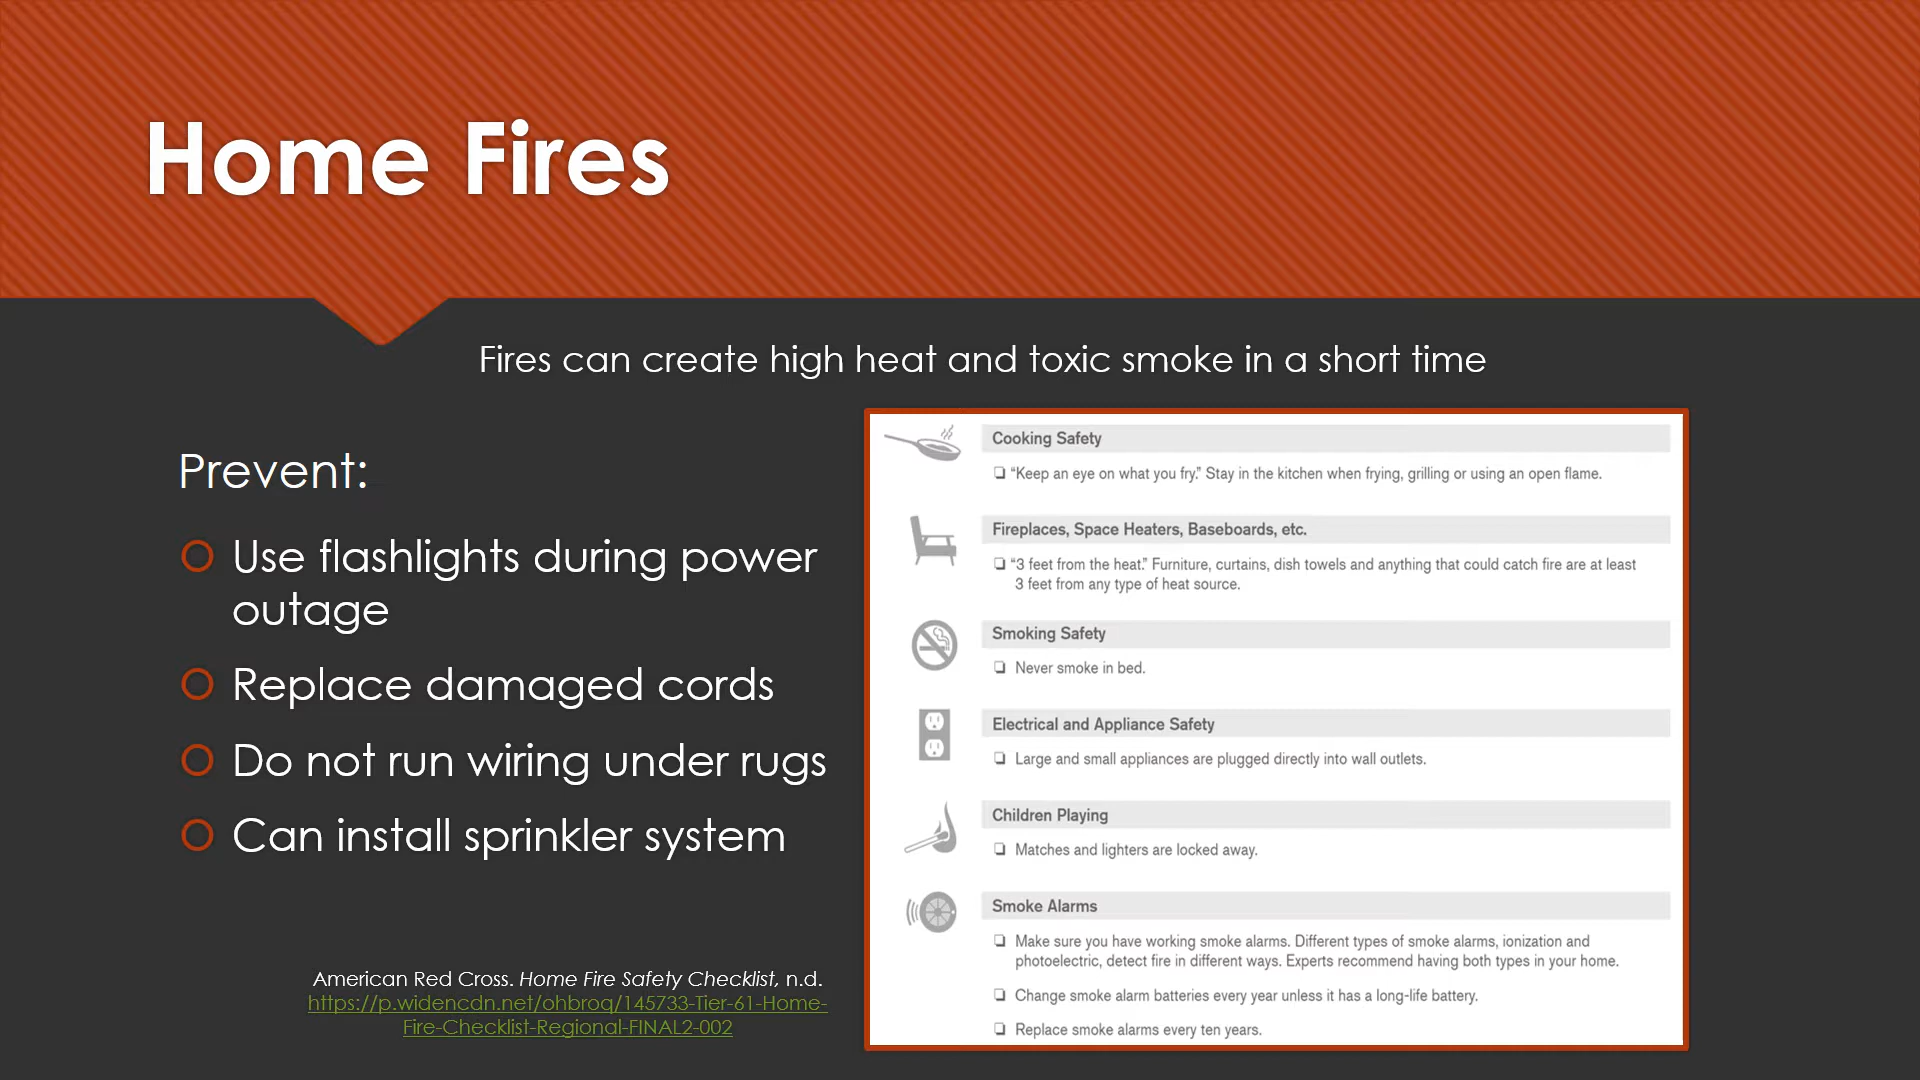 Home Fires
Fires can create high heat and toxic smoke in a short time
Prevent:
Use flashlights during power
outage
Replace damaged cords
Do not run wiring under rugs
Can install sprinkler system
American Red Cross. Home Fire Safety Checklist, n.d.
https://p.widencdn.net/ohbroq/145733-Tier-61-Home-
Fire-Checklist-Regional-FINAL2-002
Cooking Safety
❏ “Keep an eye on what you fry.” Stay in the kitchen when frying, grilling or using an open flame.
Fireplaces, Space Heaters, Baseboards, etc.
❏ “3 feet from the heat.” Furniture, curtains, dish towels and anything that could catch fire are at least
3 feet from any type of heat source.
Smoking Safety
❏ Never smoke in bed.
Electrical and Appliance Safety
❏ Large and small appliances are plugged directly into wall outlets.
Children Playing
❏ Matches and lighters are locked away.
Smoke Alarms
❏ Make sure you have working smoke alarms. Different types of smoke alarms, ionization and
photoelectric, detect fire in different ways. Experts recommend having both types in your home.
❏ Change smoke alarm batteries every year unless it has a long-life battery.
❏ Replace smoke alarms every ten years.